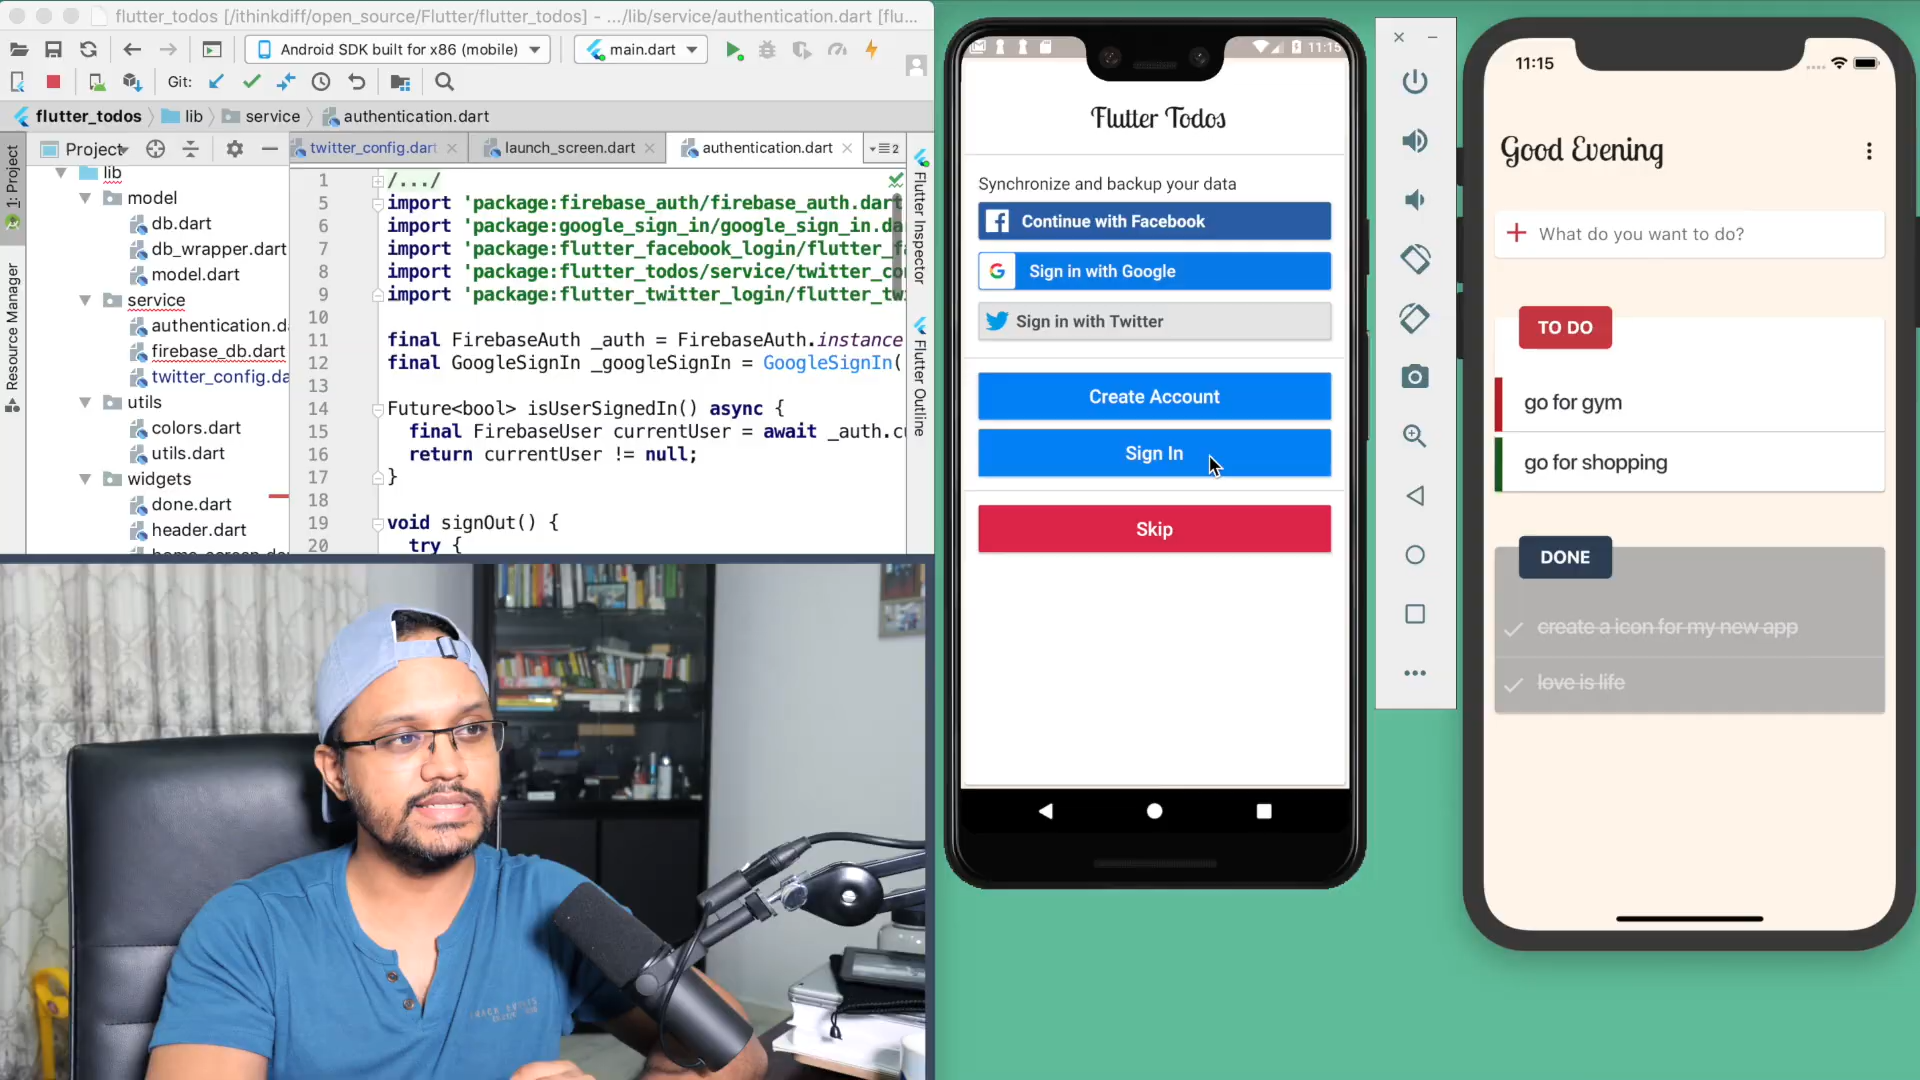 flutter_todos [/ithinkdiff/open_source/Flutter/flutter_todos] - .../lib/service/authentication.dart [flu...
Android SDK built for x86 (mobile)
main.dart
Git:
flutter_todos
lib
service
authentication.dart
1: Project
Resource Manager
Project
lib
model
db.dart
db_wrapper.dart
model.dart
service
authentication.d
firebase_db.dart
twitter_config.da
utils
colors.dart
utils.dart
widgets
done.dart
header.dart
twitter_config.dart
launch_screen.dart
authentication.dart
2
1 /.../
5 import 'package:firebase_auth/firebase_auth.dart
6 import 'package:google_sign_in/google_sign_in.da
7 import 'package:flutter_facebook_login/flutter_f
8 import 'package:flutter_todos/service/twitter_co
9 import 'package:flutter_twitter_login/flutter_tw
10
11 final FirebaseAuth _auth = FirebaseAuth.instance
12 final GoogleSignIn _googleSignIn = GoogleSignIn(
13
14 Future<bool> isUserSignedIn() async {
15 final FirebaseUser currentUser = await _auth.cu
16 return currentUser != null;
17 }
18
19 void signOut() {
20 try {
Flutter Inspector
Flutter Outline
11:15
Flutter Todos
Synchronize and backup your data
Continue with Facebook
Sign in with Google
Sign in with Twitter
Create Account
Sign In
Skip
11:15
Good Evening
What do you want to do?
TO DO
go for gym
go for shopping
DONE
create a icon for my new app
love is life